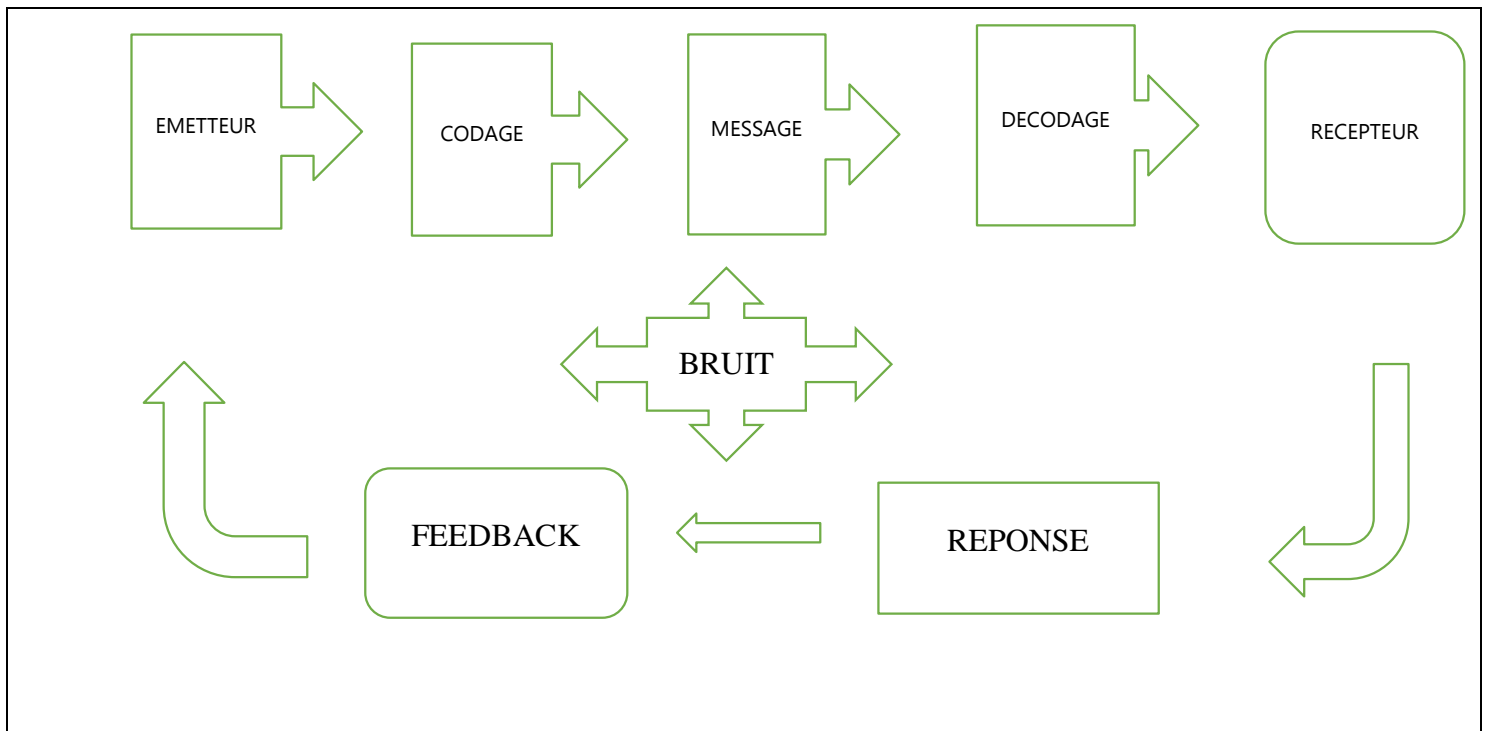 EMETTEUR
CODAGE
MESSAGE
DECODAGE
RECEPTEUR
BRUIT
FEEDBACK
REPONSE